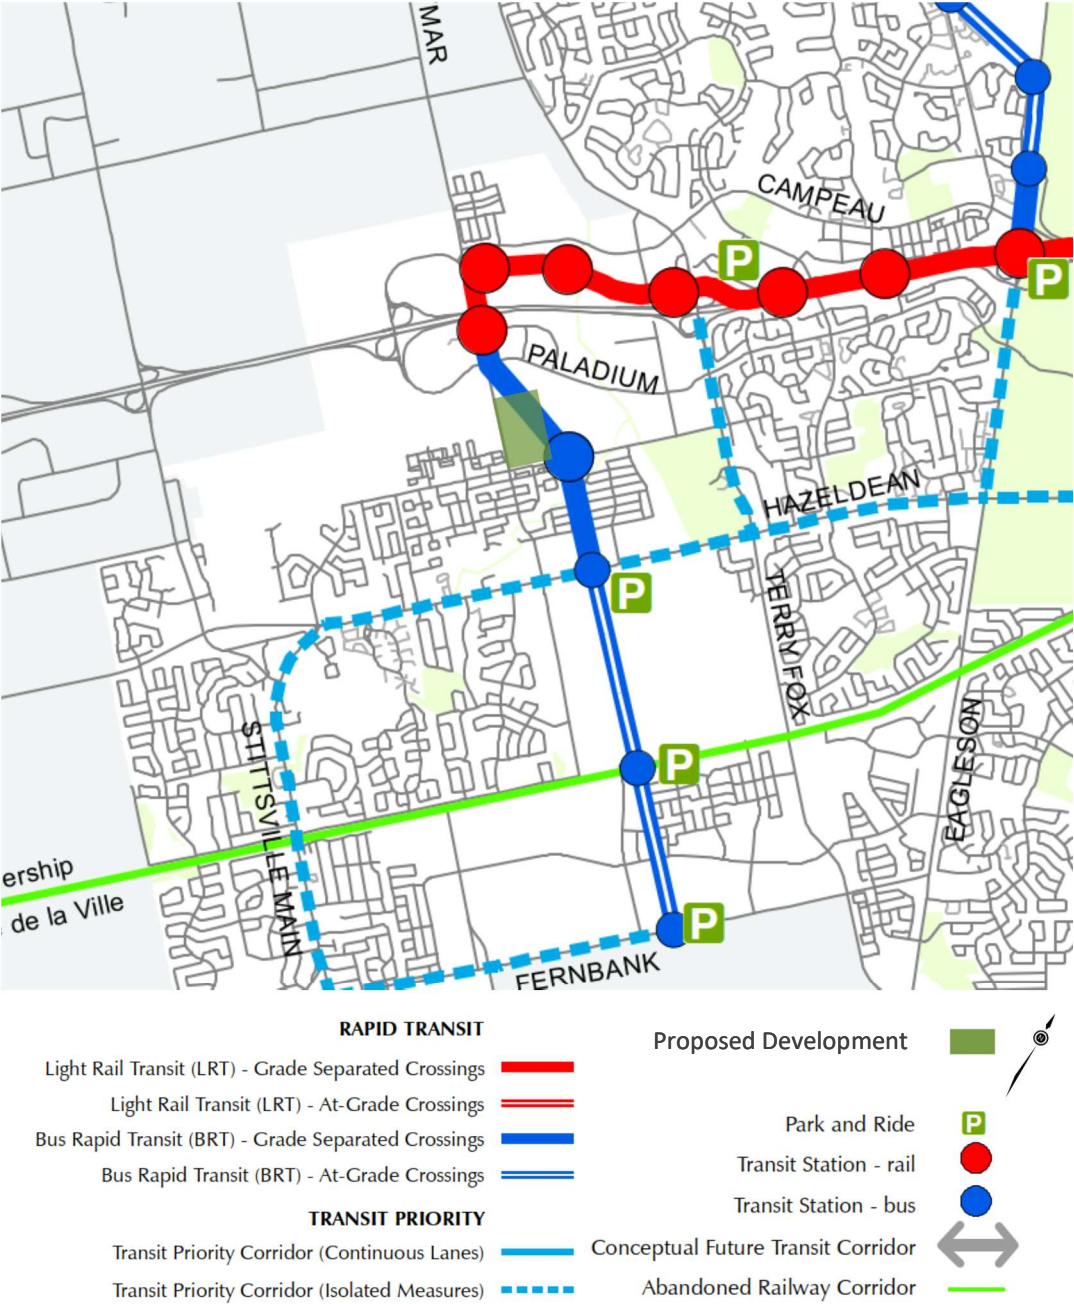 MAR
CAMPEAU
P
P
PALADIUM
HAZELDEAN
P
TERRY FOX
STITTSVILLE MAIN
P
EAGLESON
ership
de la Ville
P
FERNBANK
RAPID TRANSIT
Light Rail Transit (LRT) - Grade Separated Crossings
Light Rail Transit (LRT) - At-Grade Crossings
Bus Rapid Transit (BRT) - Grade Separated Crossings
Bus Rapid Transit (BRT) - At-Grade Crossings
TRANSIT PRIORITY
Transit Priority Corridor (Continuous Lanes)
Transit Priority Corridor (Isolated Measures)
Proposed Development
Park and Ride
P
Transit Station - rail
Transit Station - bus
Conceptual Future Transit Corridor
Abandoned Railway Corridor